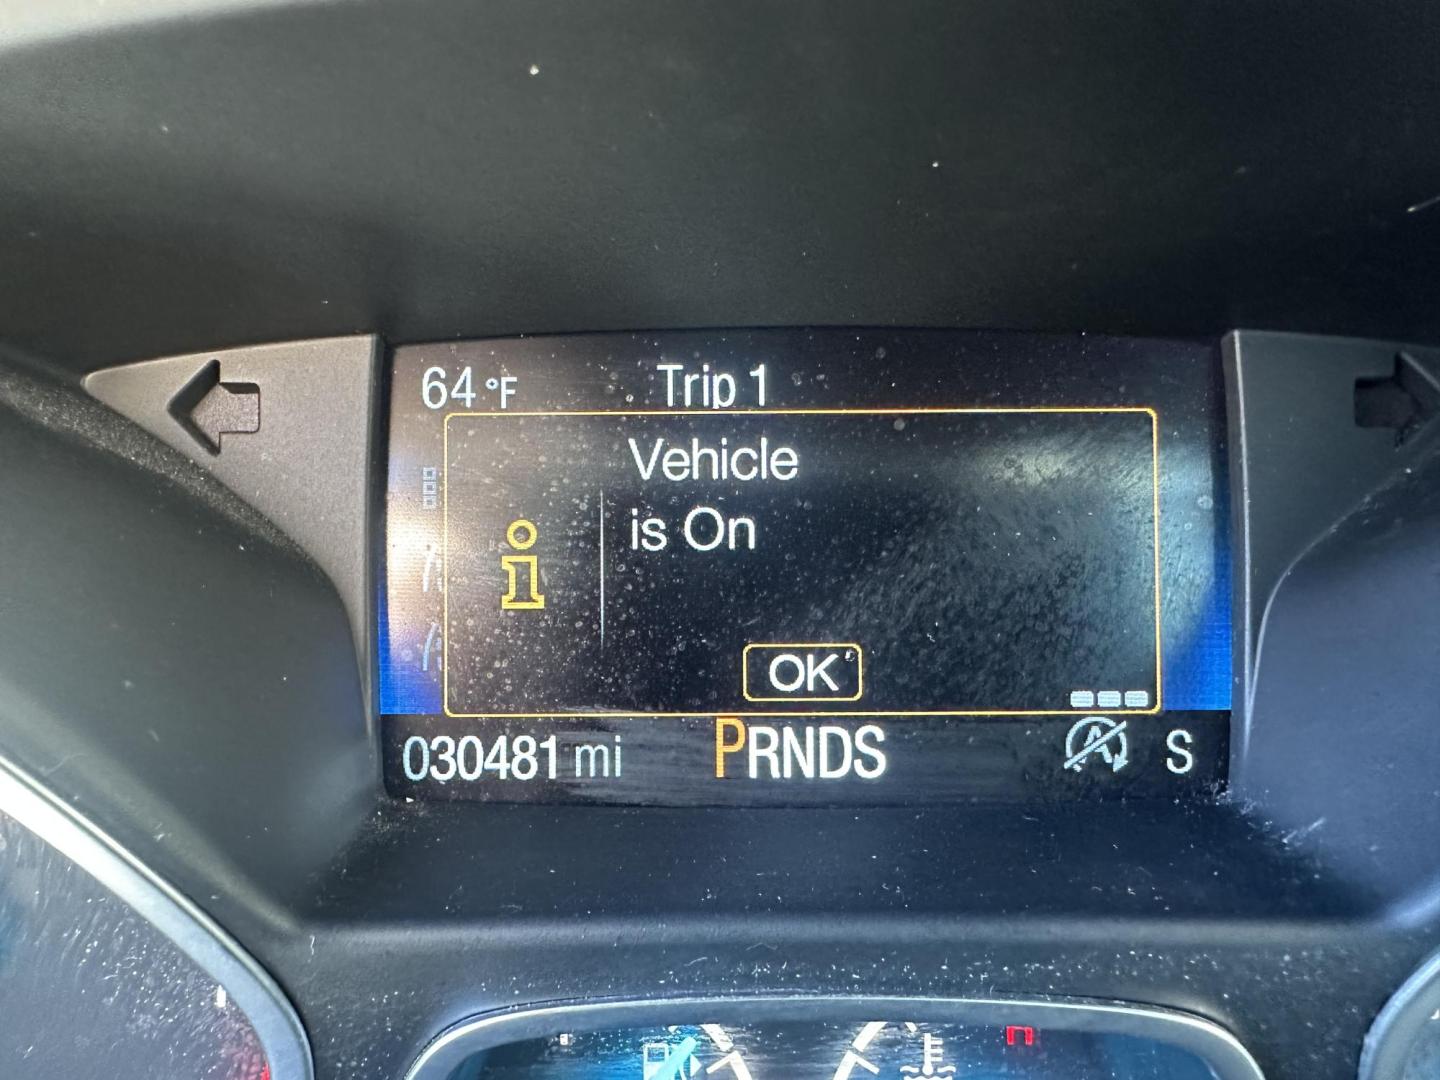 64 °F Trip 1
Vehicle
is On
OK
030481 mi PRNDS A S